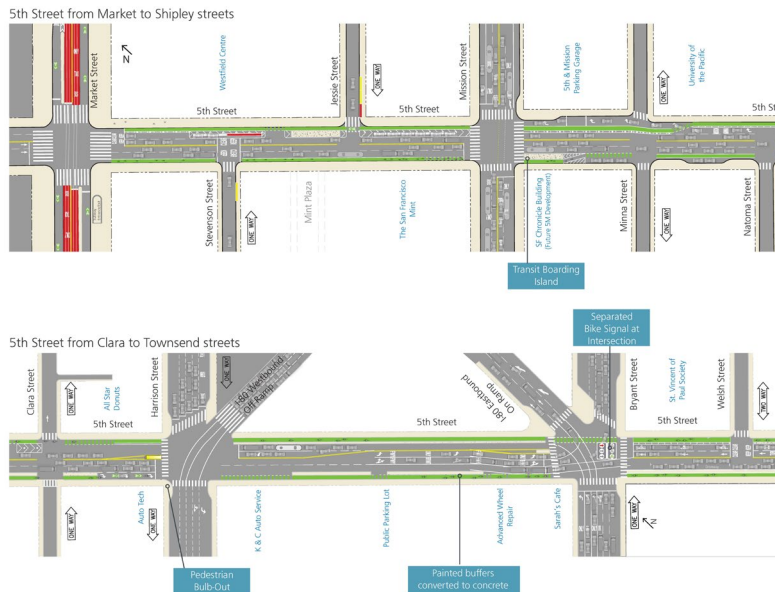 5th Street from Market to Shipley streets
N
Market Street
Westfield Centre
Jessie Street
ONE WAY
Mission Street
5th & Mission
Parking Garage
ONE WAY
University of
the Pacific
5th Street
5th Street
5th Street
5th St
Stevenson Street
ONE WAY
Mint Plaza
The San Francisco
Mint
SF Chronicle Building
(Future 5M Development)
Minna Street
ONE WAY
Natoma Street
Transit Boarding
Island
Separated
Bike Signal at
Intersection
5th Street from Clara to Townsend streets
Clara Street
ONE WAY
All Star
Donuts
Harrison Street
ONE WAY
I-80 Westbound
Off Ramp
I-80 Eastbound
On Ramp
Bryant Street
St. Vincent of
Paul Society
Welsh Street
TWO WAY
5th Street
5th Street
5th Street
ONE WAY
Auto Tech
ONE WAY
K & C Auto Service
Public Parking Lot
Advanced Wheel
Repair
Sarah's Cafe
ONE WAY
N
Pedestrian
Bulb-Out
Painted buffers
converted to concrete